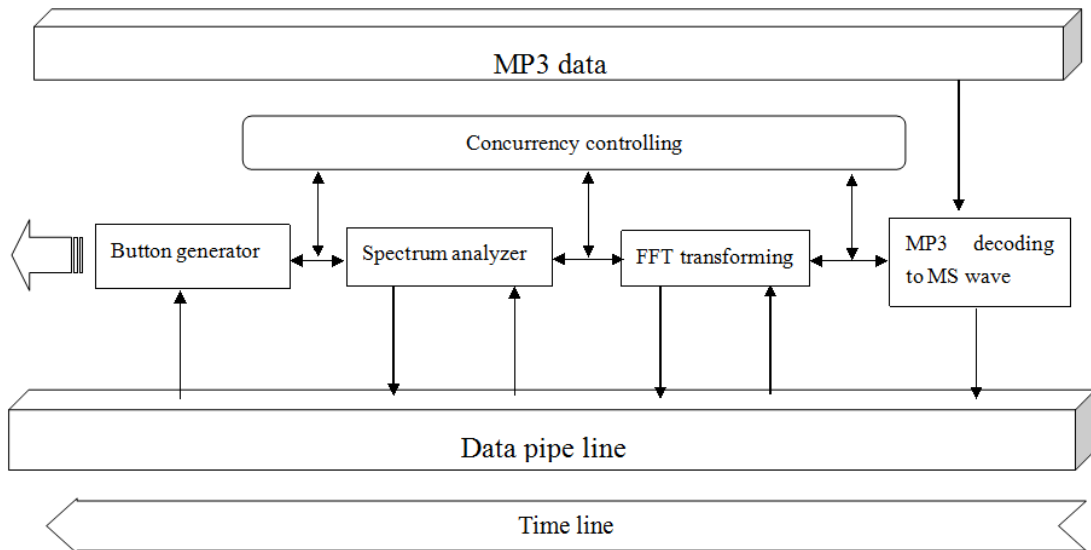 MP3 data
Concurrency controlling
Button generator
Spectrum analyzer
FFT transforming
MP3 decoding
to MS wave
Data pipe line
Time line